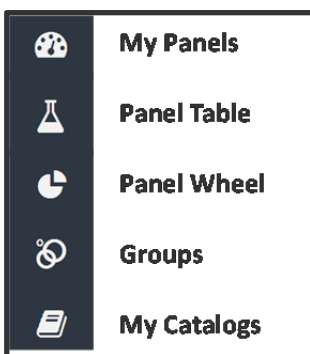 My Panels
Panel Table
Panel Wheel
Groups
My Catalogs